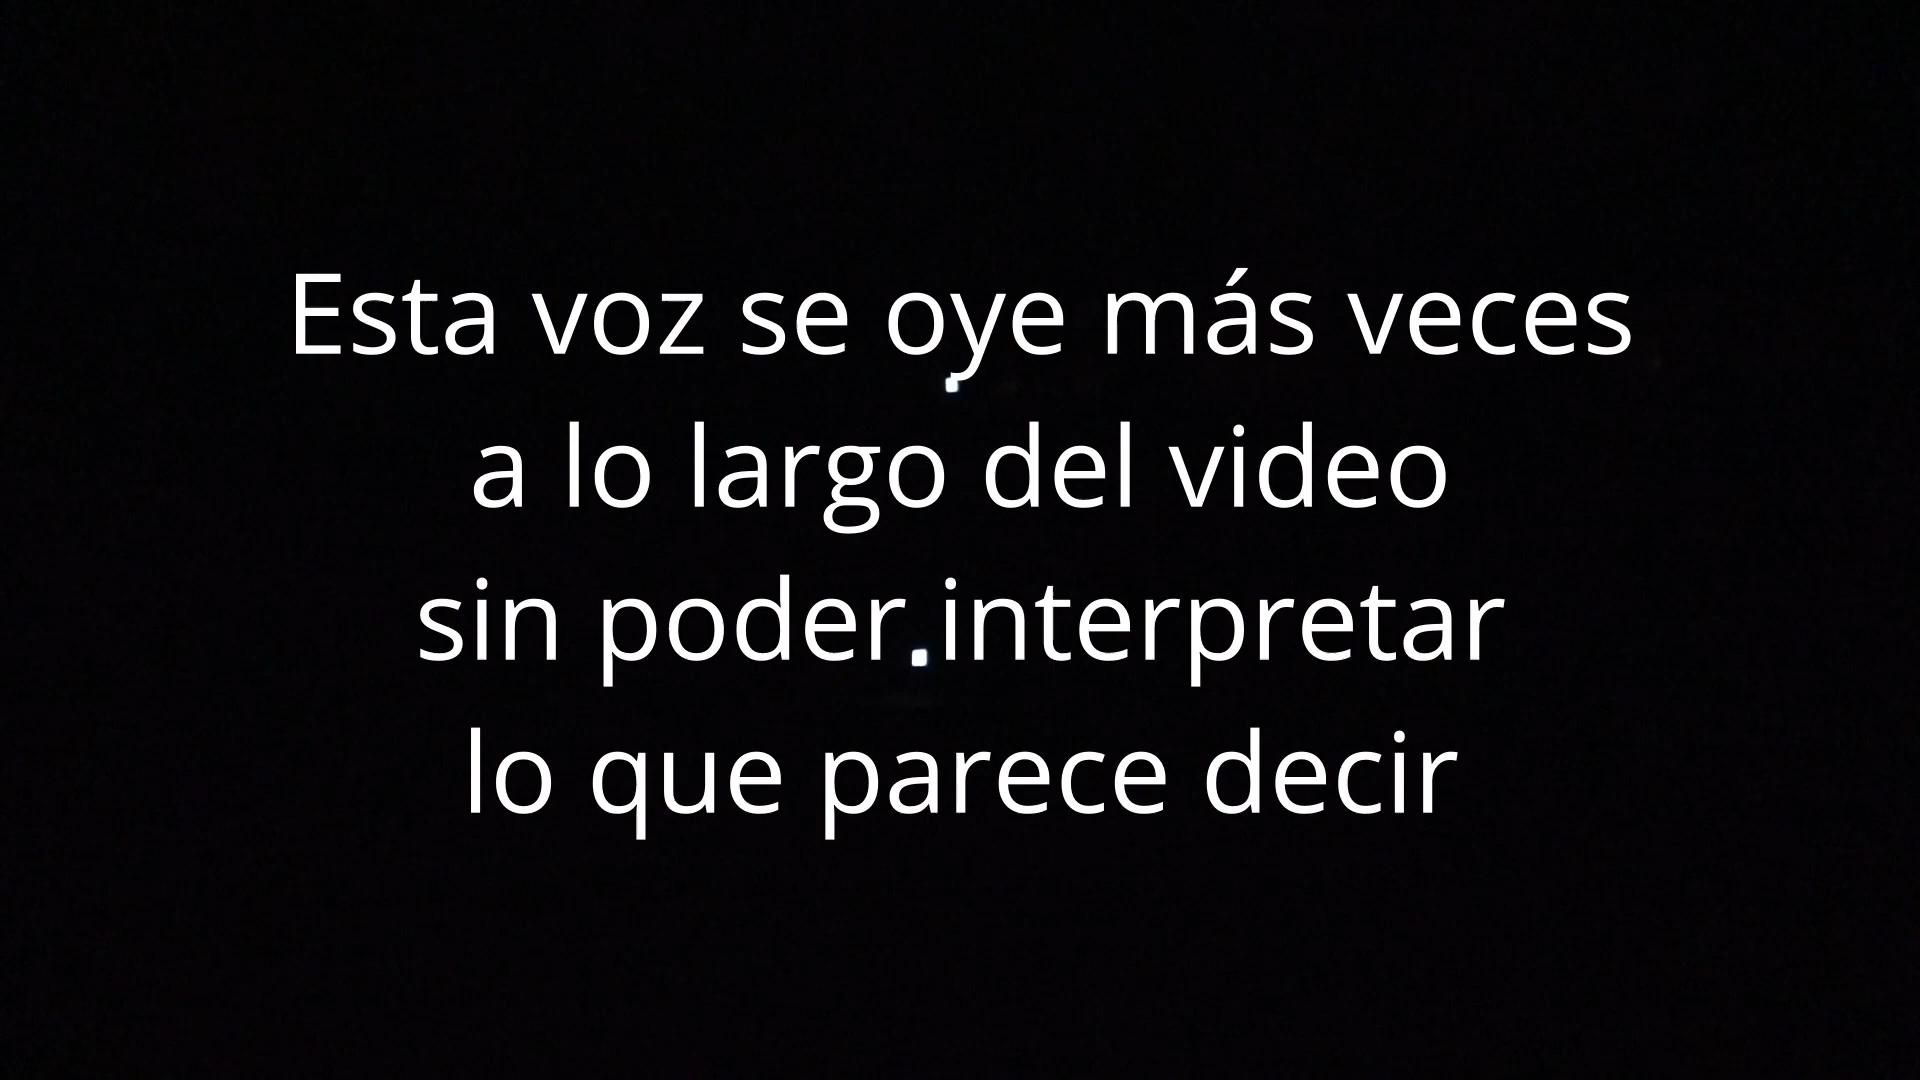 Esta voz se oye más veces
a lo largo del video
sin poder interpretar
lo que parece decir